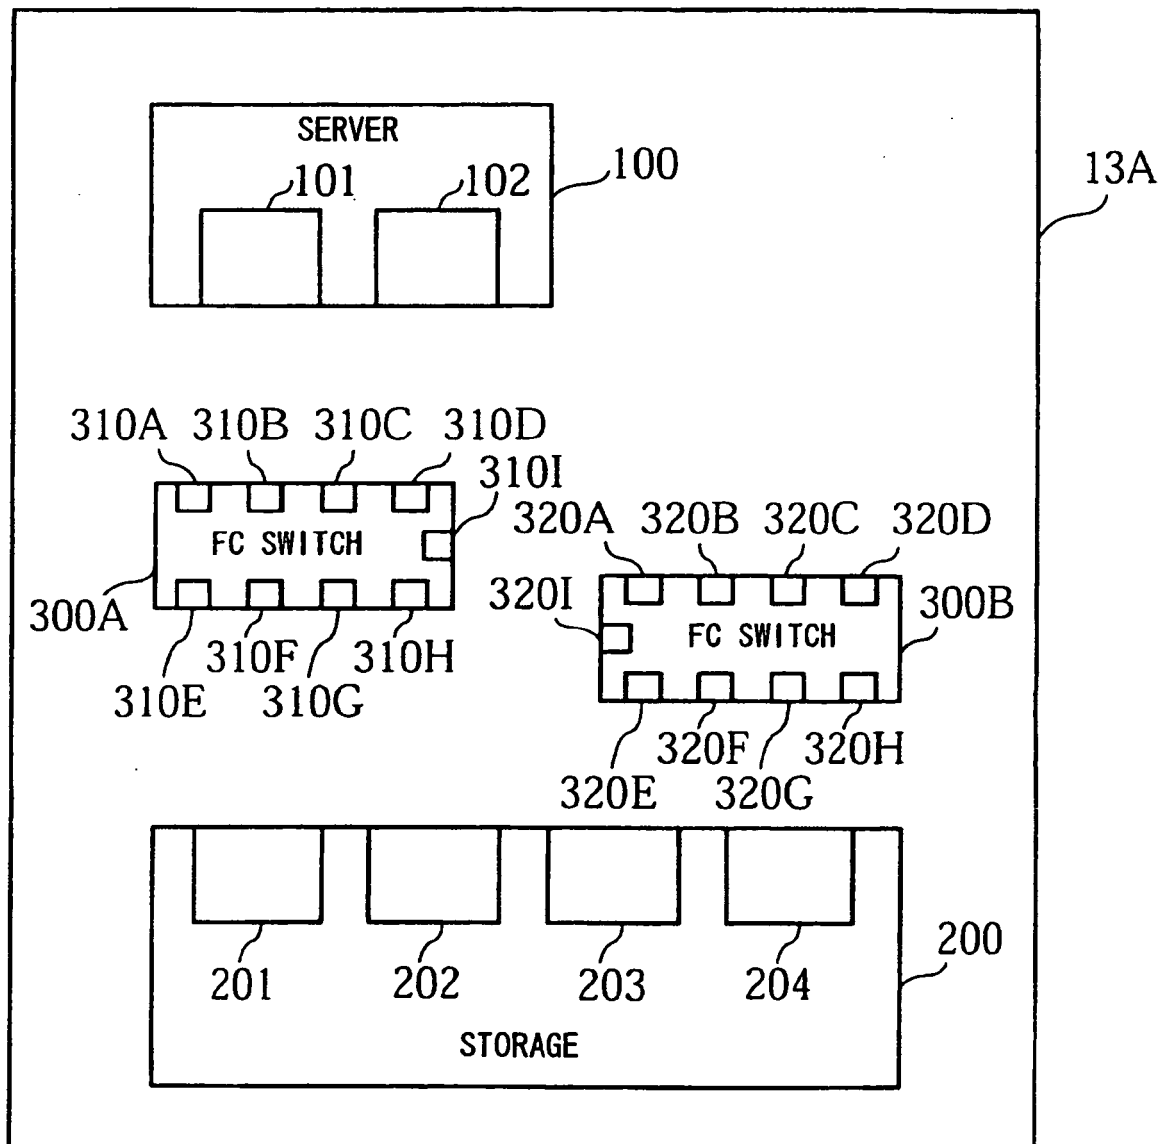 SERVER
101 102 100 13A
310A 310B 310C 310D
310I
320A 320B 320C 320D
FC SWITCH
320I
300A FC SWITCH 300B
310F 310H
310E 310G
320F 320H
320E 320G
200
201 202 203 204
STORAGE